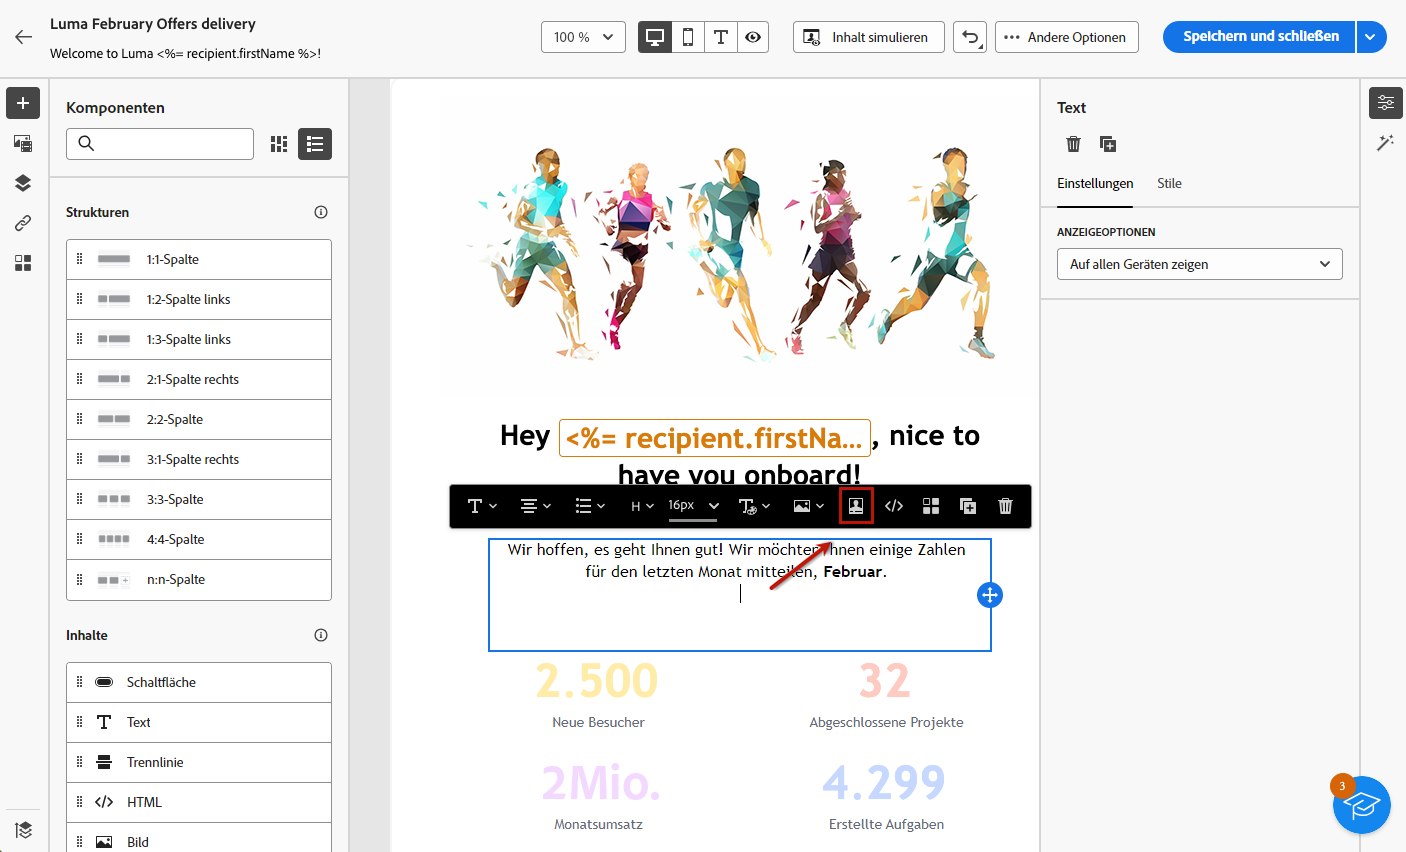 Luma February Offers delivery
Welcome to Luma <%= recipient.firstName %>!
100 %
Inhalt simulieren
Andere Optionen
Speichern und schließen
Komponenten
Strukturen
1:1-Spalte
1:2-Spalte links
1:3-Spalte links
2:1-Spalte rechts
2:2-Spalte
3:1-Spalte rechts
3:3-Spalte
4:4-Spalte
n:n-Spalte
Inhalte
Schaltfläche
Text
Trennlinie
HTML
Bild
Hey <%= recipient.firstNa..., nice to
have you onboard!
H
16px
Wir hoffen, es geht Ihnen gut! Wir möchten Ihnen einige Zahlen
für den letzten Monat mitteilen, Februar.
2.500
32
Neue Besucher
Abgeschlossene Projekte
2Mio.
4.299
Monatsumsatz
Erstellte Aufgaben
Text
Einstellungen
Stile
ANZEIGEOPTIONEN
Auf allen Geräten zeigen
3